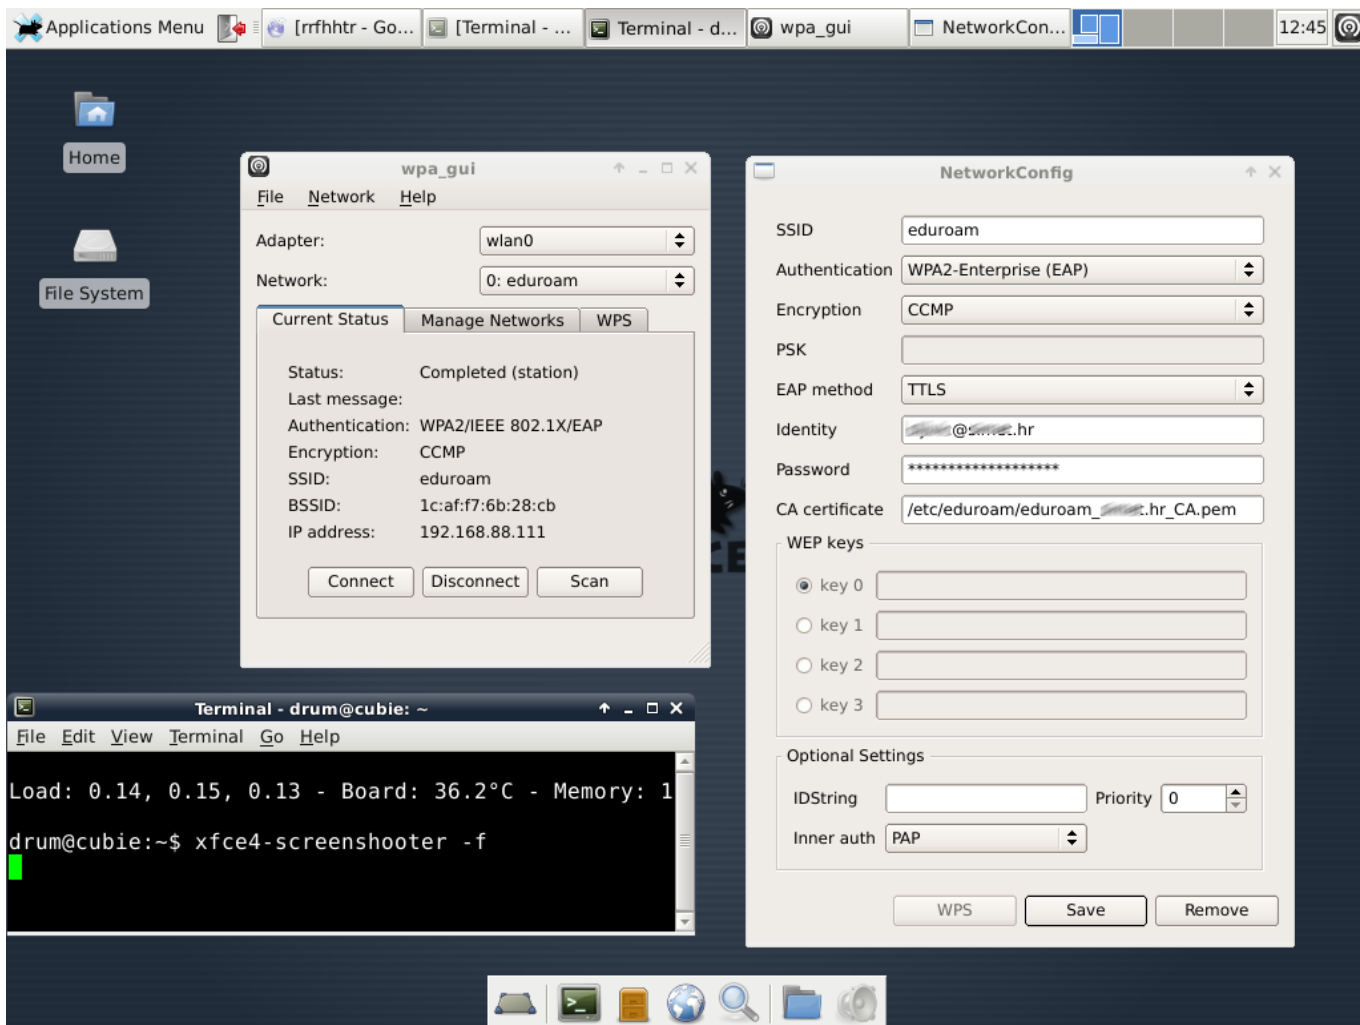 Applications Menu
[rrfhhtr - Go...
[Terminal - ...
Terminal - d...
wpa_gui
NetworkCon...
12:45
Home
File System
wpa_gui
File Network Help
Adapter: wlan0
Network: 0: eduroam
Current Status Manage Networks WPS
Status: Completed (station)
Last message:
Authentication: WPA2/IEEE 802.1X/EAP
Encryption: CCMP
SSID: eduroam
BSSID: 1c:af:f7:6b:28:cb
IP address: 192.168.88.111
Connect Disconnect Scan
NetworkConfig
SSID eduroam
Authentication WPA2-Enterprise (EAP)
Encryption CCMP
PSK
EAP method TTLS
Identity @ .hr
Password *******************
CA certificate /etc/eduroam/eduroam_ .hr_CA.pem
WEP keys
key 0
key 1
key 2
key 3
Optional Settings
IDString Priority 0
Inner auth PAP
WPS Save Remove
Terminal - drum@cubie: ~
File Edit View Terminal Go Help
Load: 0.14, 0.15, 0.13 - Board: 36.2°C - Memory: 1
drum@cubie:~$ xfce4-screenshooter -f